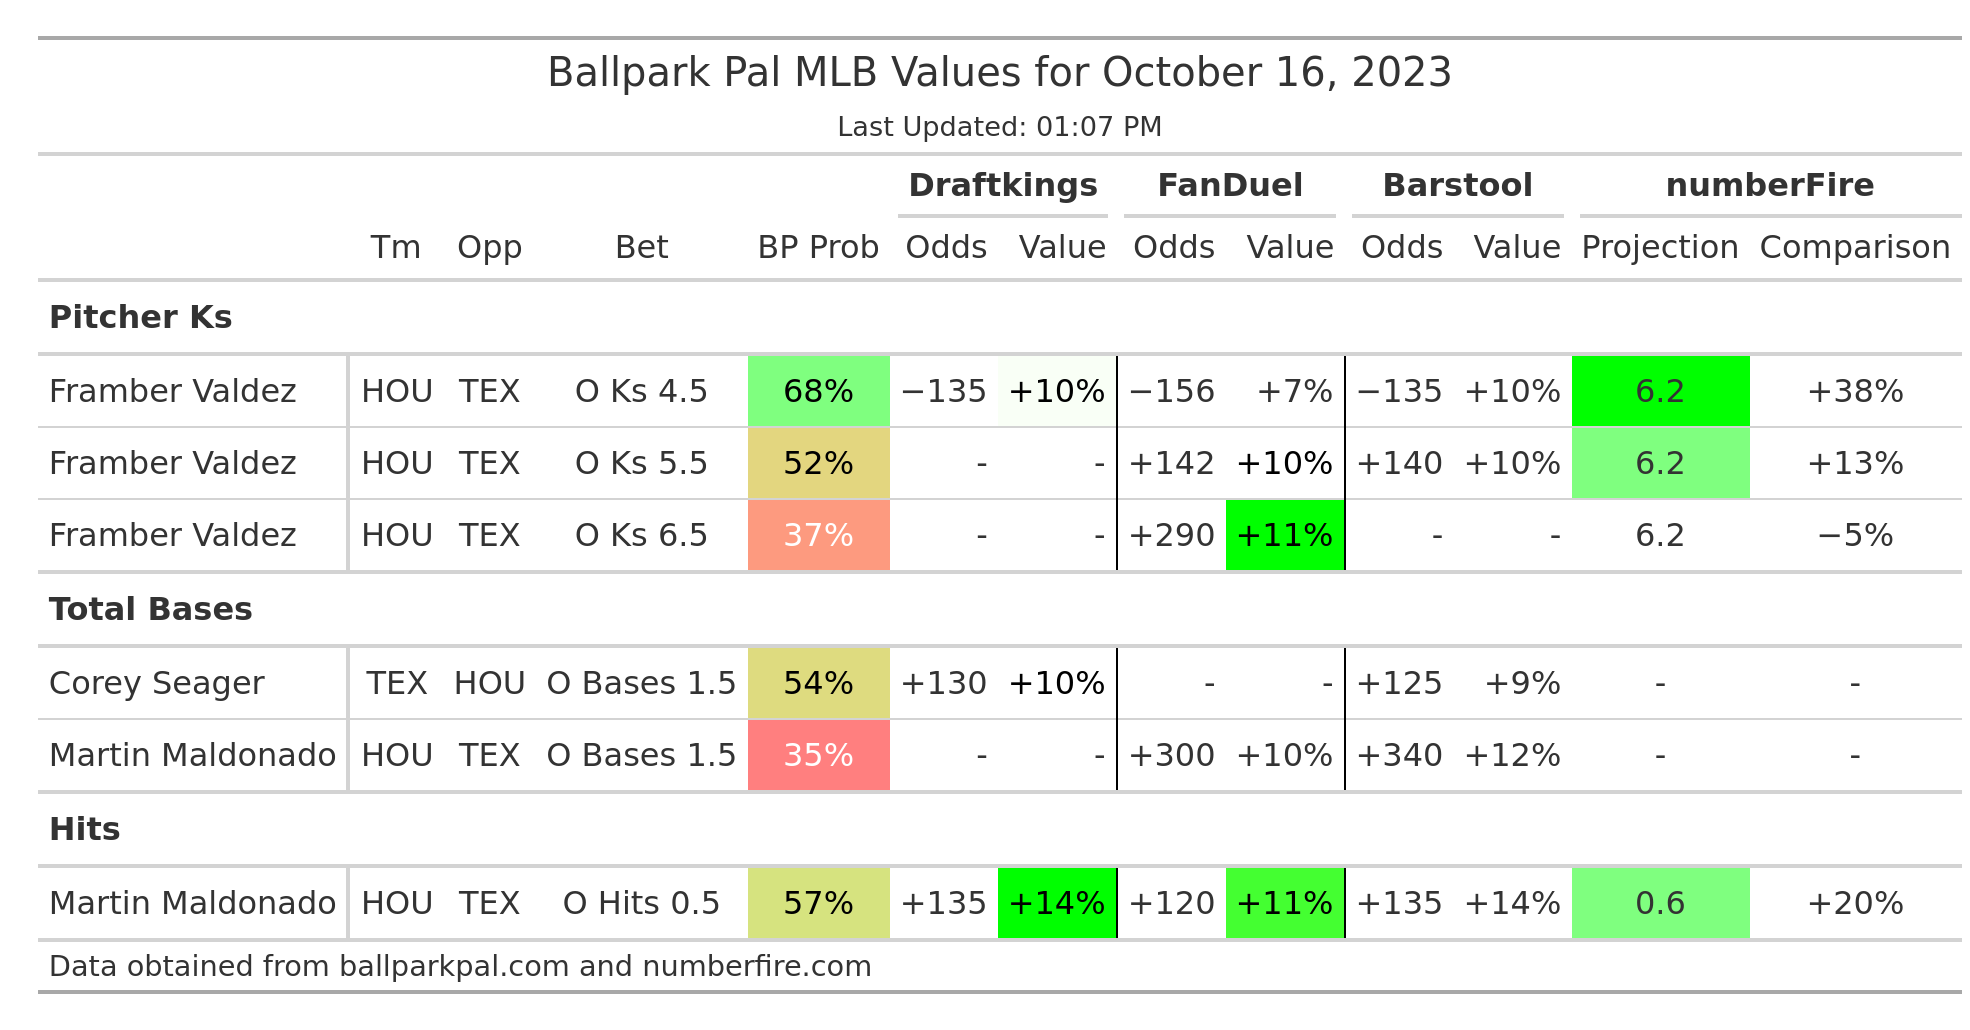 Ballpark Pal MLB Values for October 16, 2023
Last Updated: 01:07 PM
Draftkings FanDuel Barstool numberFire
Tm Opp Bet BP Prob Odds Value Odds Value Odds Value Projection Comparison
Pitcher Ks
Framber Valdez HOU TEX O Ks 4.5 68% −135 +10% −156 +7% −135 +10% 6.2 +38%
Framber Valdez HOU TEX O Ks 5.5 52% - - +142 +10% +140 +10% 6.2 +13%
Framber Valdez HOU TEX O Ks 6.5 37% - - +290 +11% - - 6.2 −5%
Total Bases
Corey Seager TEX HOU O Bases 1.5 54% +130 +10% - - +125 +9% - -
Martin Maldonado HOU TEX O Bases 1.5 35% - - +300 +10% +340 +12% - -
Hits
Martin Maldonado HOU TEX O Hits 0.5 57% +135 +14% +120 +11% +135 +14% 0.6 +20%
Data obtained from ballparkpal.com and numberfire.com